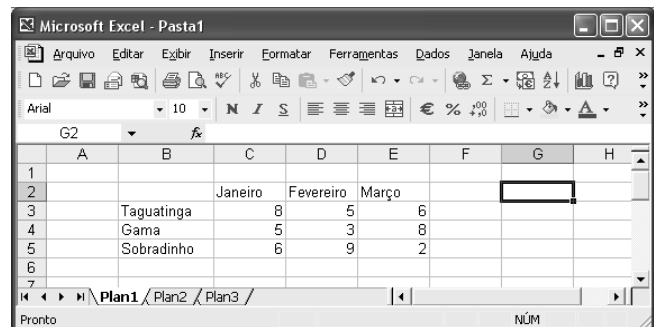 Microsoft Excel - Pasta1
Arquivo Editar Exibir Inserir Formatar Ferramentas Dados Janela Ajuda
Arial 10 N I S € %
G2 fx
A B C D E F G H
1
2 Janeiro Fevereiro Março
3 Taguatinga 8 5 6
4 Gama 5 3 8
5 Sobradinho 6 9 2
6
7
Plan1 / Plan2 / Plan3 /
Pronto NÚM